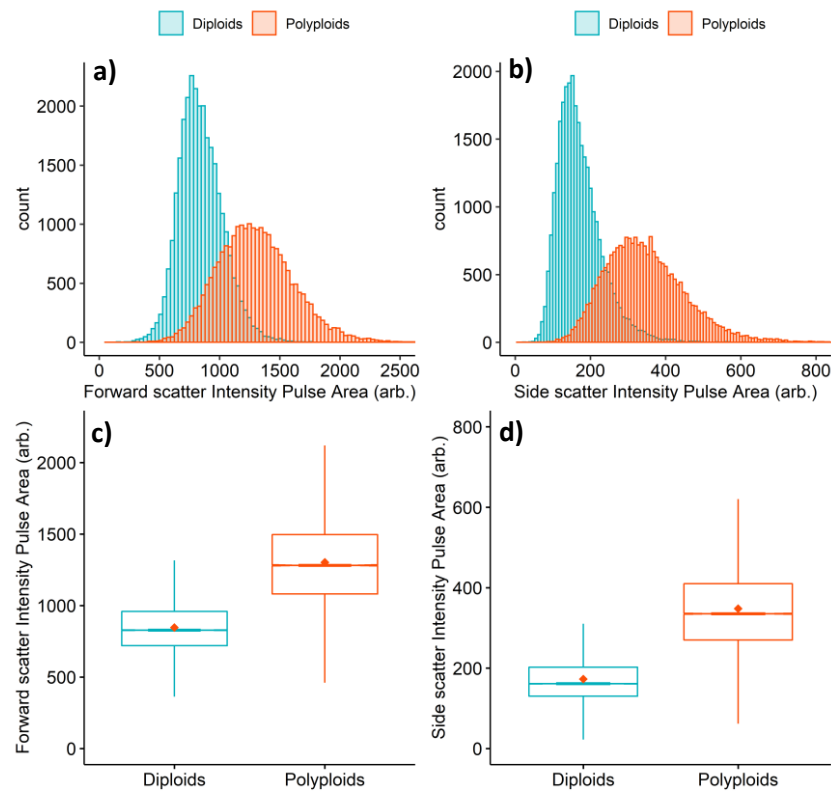 Diploids Polyploids
Diploids Polyploids
a)
b)
count
2000
1500
1000
500
0
0 500 1000 1500 2000 2500
Forward scatter Intensity Pulse Area (arb.)
count
2000
1500
1000
500
0
0 200 400 600 800
Side scatter Intensity Pulse Area (arb.)
c)
Forward scatter Intensity Pulse Area (arb.)
2000
1500
1000
500
0
Diploids Polyploids
d)
Side scatter Intensity Pulse Area (arb.)
800
600
400
200
0
Diploids Polyploids